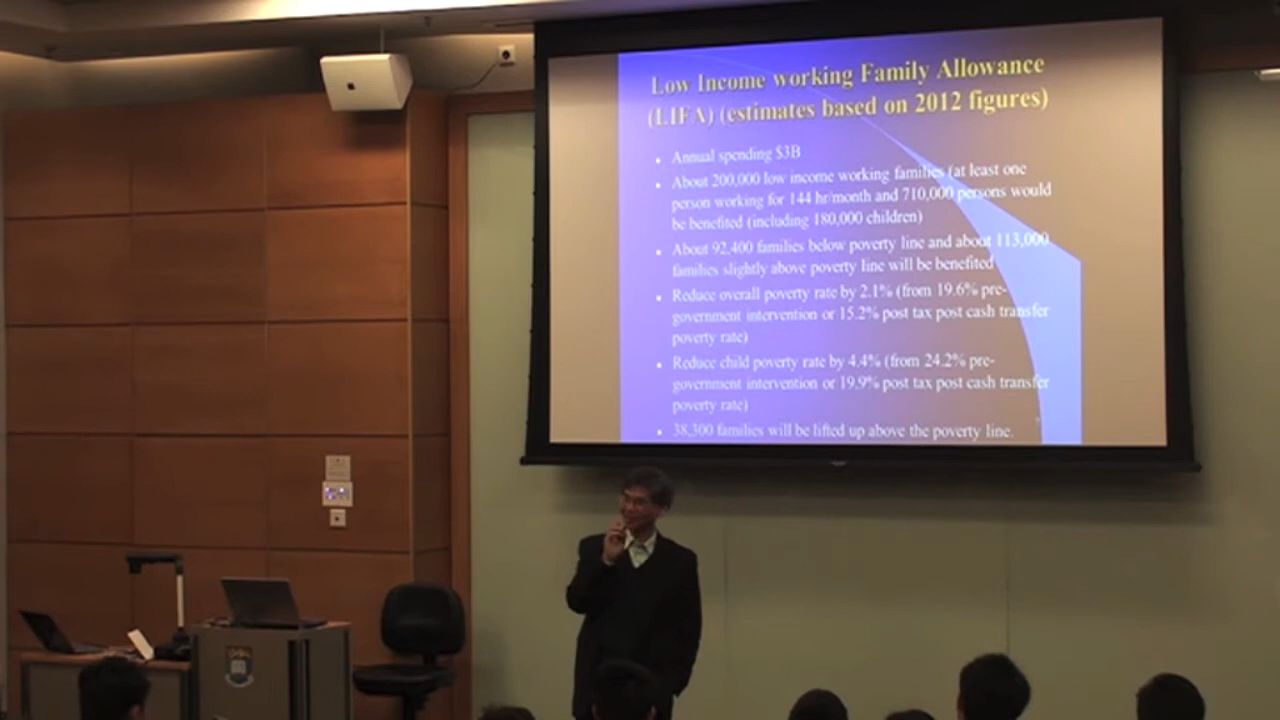 Low Income working Family Allowance
(LIFA) (estimates based on 2012 figures)
• Annual spending $3B
• About 200,000 low income working families (at least one
person working for 144 hr/month and 710,000 persons would
be benefited (including 180,000 children)
• About 92,400 families below poverty line and about 113,000
families slightly above poverty line will be benefited
• Reduce overall poverty rate by 2.1% (from 19.6% pre-
government intervention or 15.2% post tax post cash transfer
poverty rate)
• Reduce child poverty rate by 4.4% (from 24.2% pre-
government intervention or 19.9% post tax post cash transfer
poverty rate)
• 38,300 families will be lifted up above the poverty line.